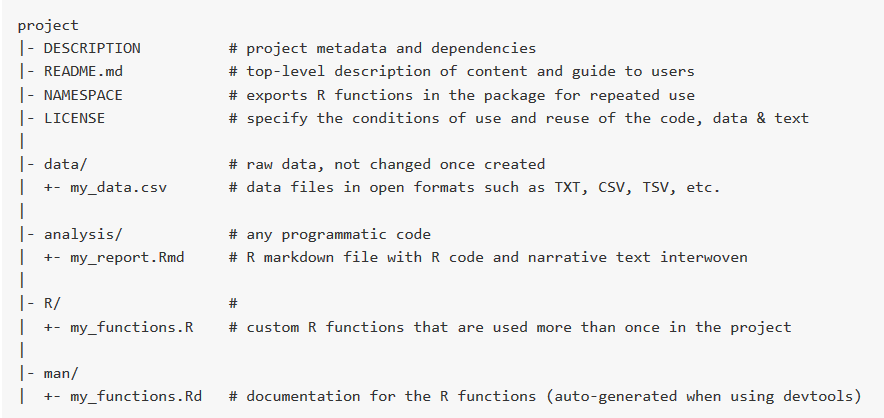 project
|- DESCRIPTION          # project metadata and dependencies
|- README.md            # top-level description of content and guide to users
|- NAMESPACE            # exports R functions in the package for repeated use
|- LICENSE              # specify the conditions of use and reuse of the code, data & text
|
|- data/                # raw data, not changed once created
|  +- my_data.csv       # data files in open formats such as TXT, CSV, TSV, etc.
|
|- analysis/            # any programmatic code
|  +- my_report.Rmd     # R markdown file with R code and narrative text interwoven
|
|- R/                   #
|  +- my_functions.R    # custom R functions that are used more than once in the project
|
|- man/
|  +- my_functions.Rd   # documentation for the R functions (auto-generated when using devtools)